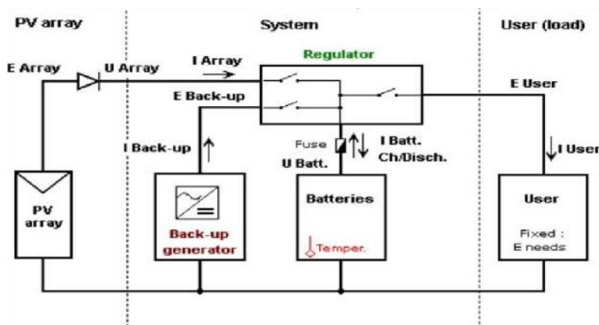 PV array
System
User (load)
Regulator
E Array
U Array
I Array
E Back-up
E User
I Back-up
Fuse
U Batt.
I Batt.
Ch/Disch.
I User
PV
array
Back-up
generator
Batteries
Temper.
User
Fixed :
E needs